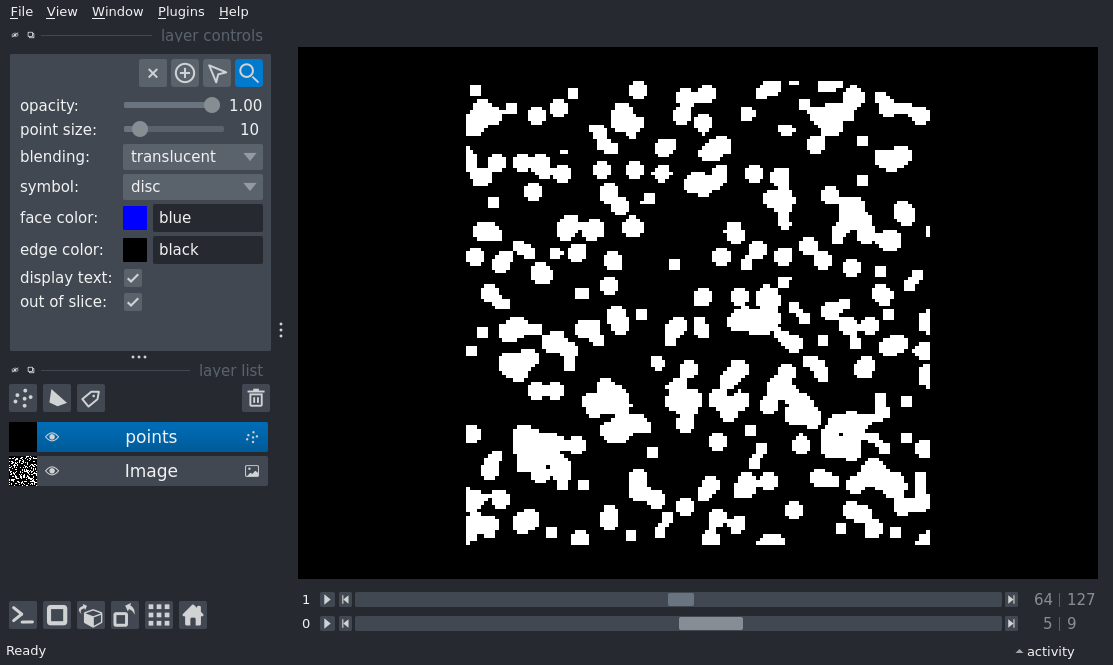 File View Window Plugins Help
layer controls
opacity: 1.00
point size: 10
blending: translucent
symbol: disc
face color: blue
edge color: black
display text:
out of slice:
layer list
points
Image
1 64 | 127
0 5 | 9
Ready activity